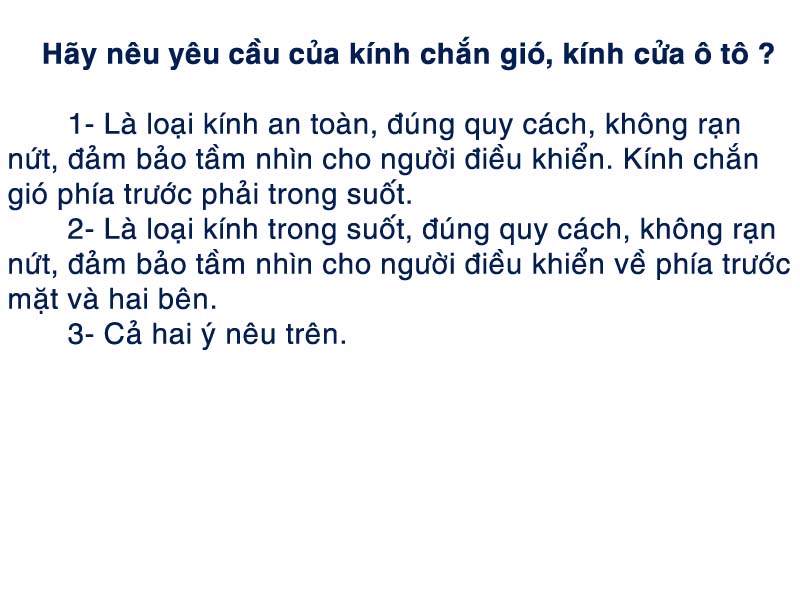 Hãy nêu yêu cầu của kính chắn gió, kính cửa ô tô ?
1- Là loại kính an toàn, đúng quy cách, không rạn
nứt, đảm bảo tầm nhìn cho người điều khiển. Kính chắn
gió phía trước phải trong suốt.
2- Là loại kính trong suốt, đúng quy cách, không rạn
nứt, đảm bảo tầm nhìn cho người điều khiển về phía trước
mặt và hai bên.
3- Cả hai ý nêu trên.